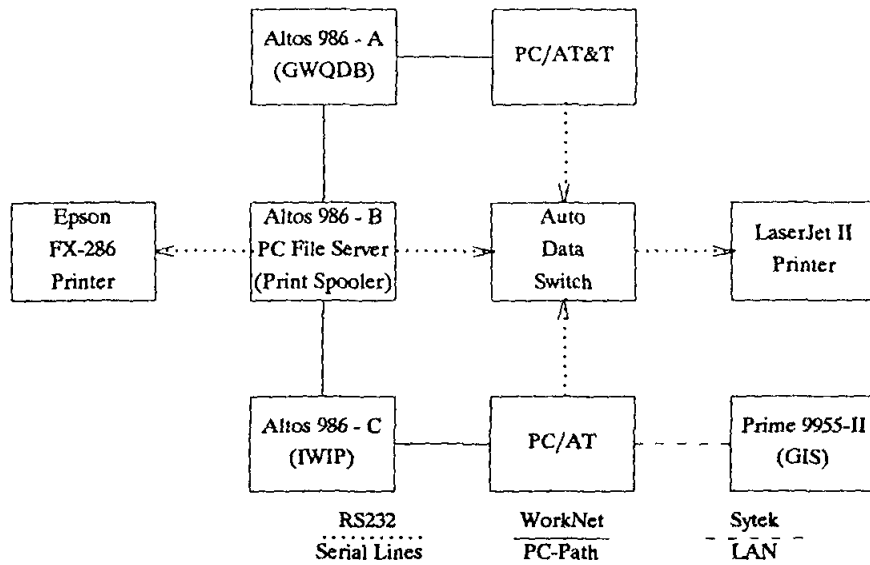 Altos 986 - A
(GWQDB)
PC/AT&T
Epson
FX-286
Printer
Altos 986 - B
PC File Server
(Print Spooler)
Auto
Data
Switch
LaserJet II
Printer
Altos 986 - C
(IWIP)
PC/AT
Prime 9955-II
(GIS)
RS232
Serial Lines
WorkNet
PC-Path
Sytek
LAN